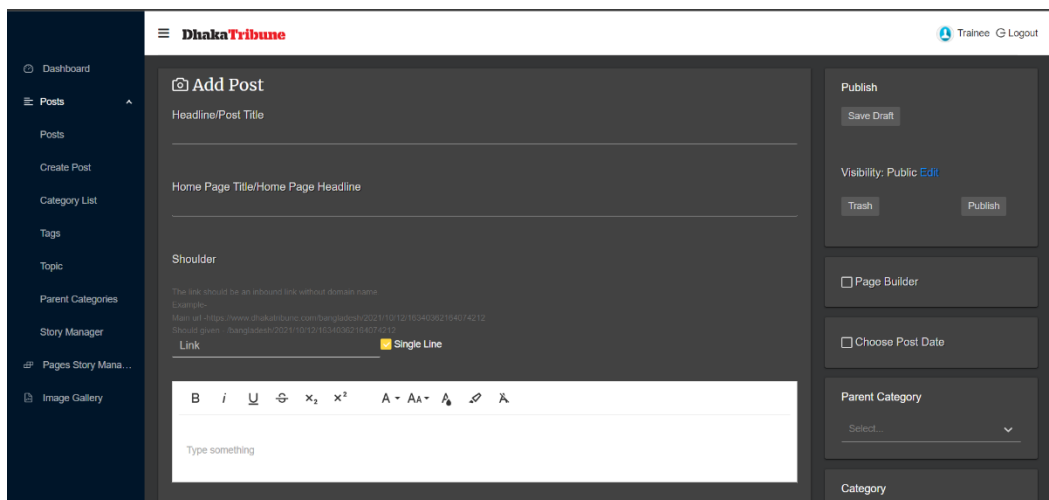 DhakaTribune
Trainee Logout
Dashboard
Posts
Posts
Create Post
Category List
Tags
Topic
Parent Categories
Story Manager
Pages Story Mana...
Image Gallery
Add Post
Headline/Post Title
Home Page Title/Home Page Headline
Shoulder
The link should be an inbound link without domain name
Example-
Main url -https://www.dhakatribune.com/bangladesh/2021/10/12/16340362164074212
Should given - /bangladesh/2021/10/12/16340362164074212
Link
Single Line
B i U S x₂ x² A AA A
Type something
Publish
Save Draft
Visibility: Public Edit
Trash Publish
Page Builder
Choose Post Date
Parent Category
Select...
Category